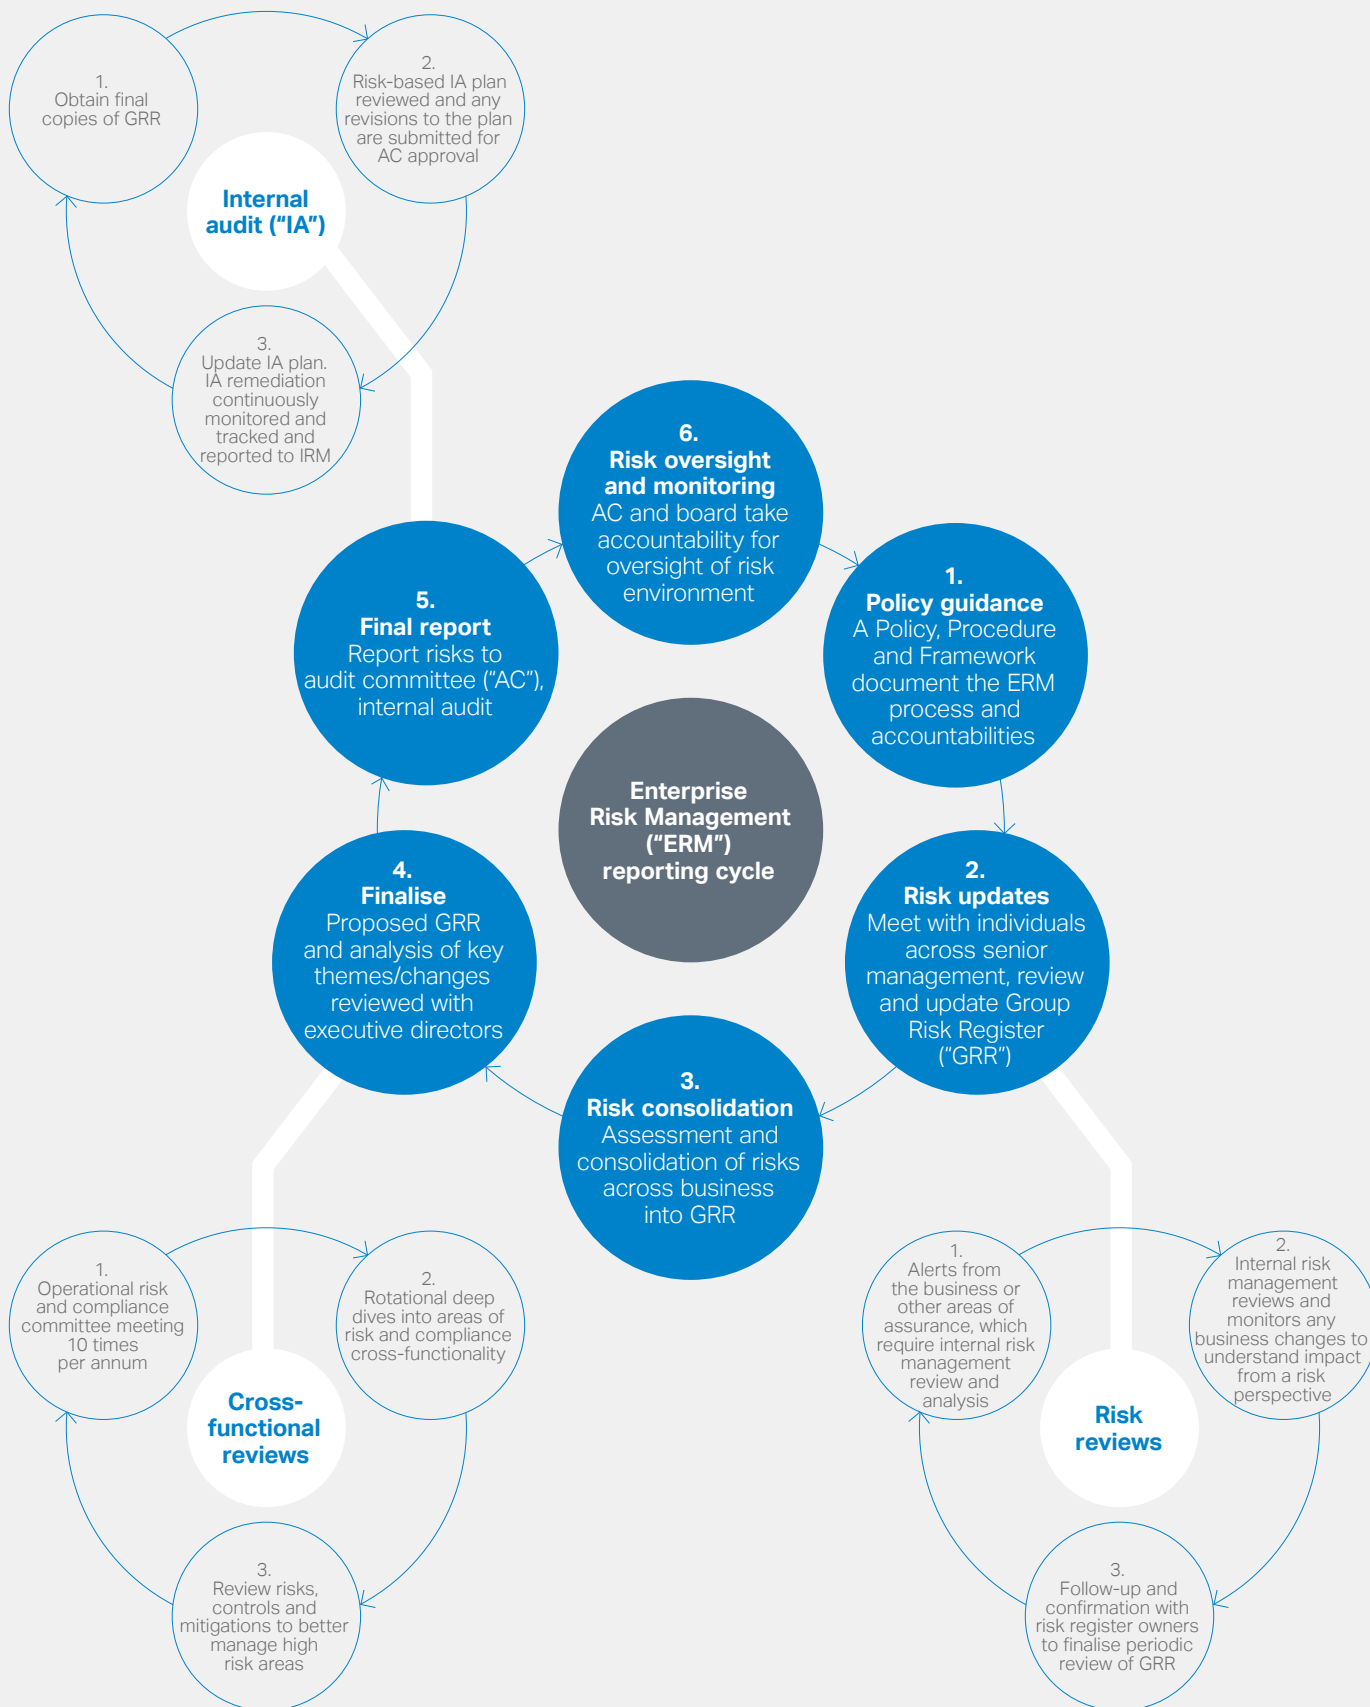 1.
Obtain final
copies of GRR
2.
Risk-based IA plan
reviewed and any
revisions to the plan
are submitted for
AC approval
Internal
audit (“IA”)
3.
Update IA plan.
IA remediation
continuously
monitored and
tracked and
reported to IRM
6.
Risk oversight
and monitoring
AC and board take
accountability for
oversight of risk
environment
1.
Policy guidance
A Policy, Procedure
and Framework
document the ERM
process and
accountabilities
5.
Final report
Report risks to
audit committee (“AC”),
internal audit
Enterprise
Risk Management
(“ERM”)
reporting cycle
2.
Risk updates
Meet with individuals
across senior
management, review
and update Group
Risk Register
(“GRR”)
4.
Finalise
Proposed GRR
and analysis of key
themes/changes
reviewed with
executive directors
3.
Risk consolidation
Assessment and
consolidation of risks
across business
into GRR
1.
Operational risk
and compliance
committee meeting
10 times
per annum
2.
Rotational deep
dives into areas of
risk and compliance
cross-functionality
Cross-
functional
reviews
3.
Review risks,
controls and
mitigations to better
manage high
risk areas
1.
Alerts from
the business or
other areas of
assurance, which
require internal risk
management
review and
analysis
2.
Internal risk
management
reviews and
monitors any
business changes to
understand impact
from a risk
perspective
Risk
reviews
3.
Follow-up and
confirmation with
risk register owners
to finalise periodic
review of GRR